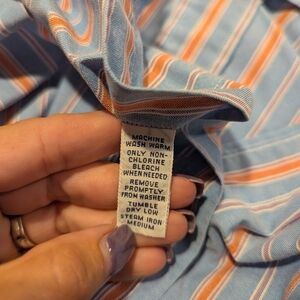 MACHINE
WASH WARM
ONLY NON-
CHLORINE
BLEACH
WHEN NEEDED
REMOVE
PROMPTLY
FROM WASHER
TUMBLE
DRY LOW
STEAM IRON
MEDIUM